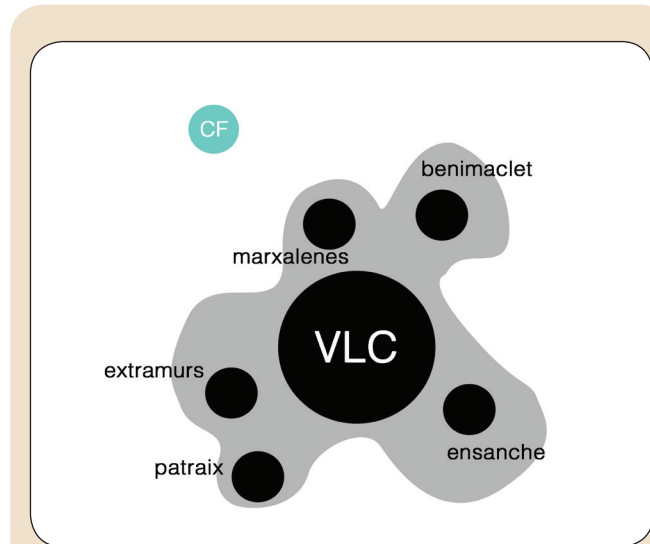 CF
benimaclet
marxalenes
VLC
extramurs
ensanche
patraix